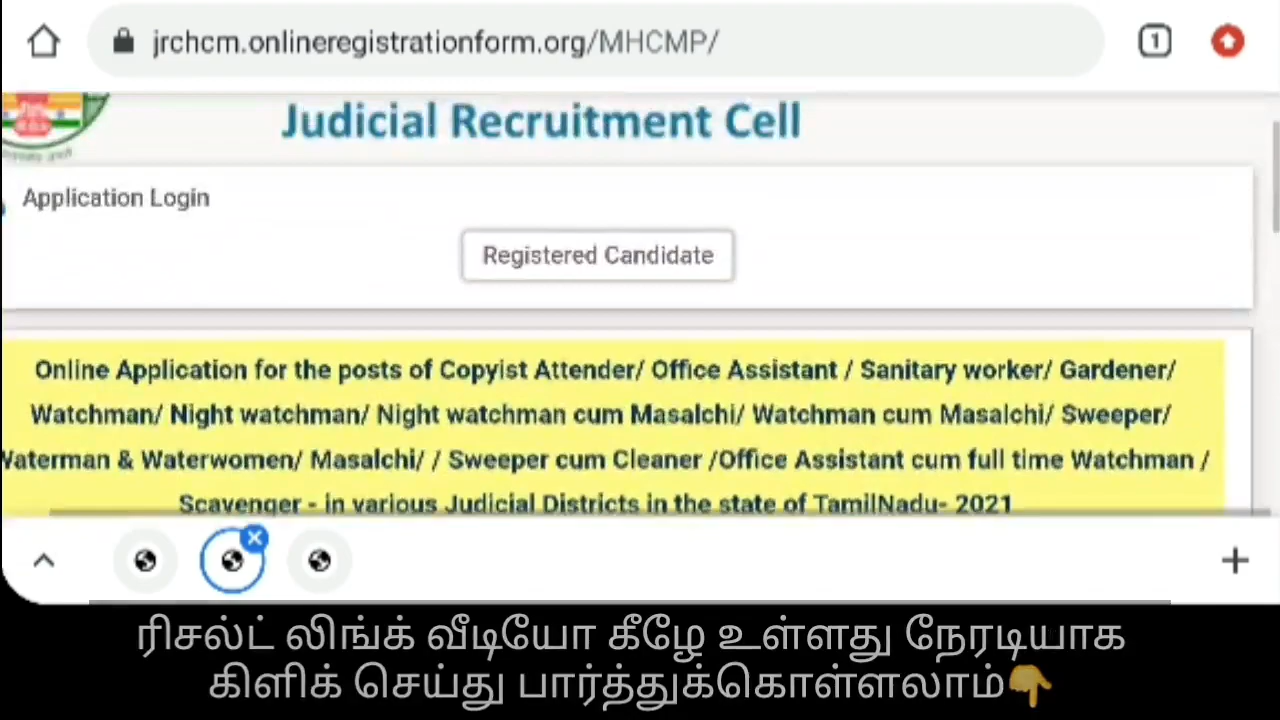 jrchcm.onlineregistrationform.org/MHCMP/
1
Judicial Recruitment Cell
Application Login
Registered Candidate
Online Application for the posts of Copyist Attender/ Office Assistant / Sanitary worker/ Gardener/
Watchman/ Night watchman/ Night watchman cum Masalchi/ Watchman cum Masalchi/ Sweeper/
Waterman & Waterwomen/ Masalchi/ / Sweeper cum Cleaner /Office Assistant cum full time Watchman /
Scavenger - in various Judicial Districts in the state of TamilNadu- 2021
ரிசல்ட் லிங்க் வீடியோ கீழே உள்ளது நேரடியாக
கிளிக் செய்து பார்த்துக்கொள்ளலாம்👇